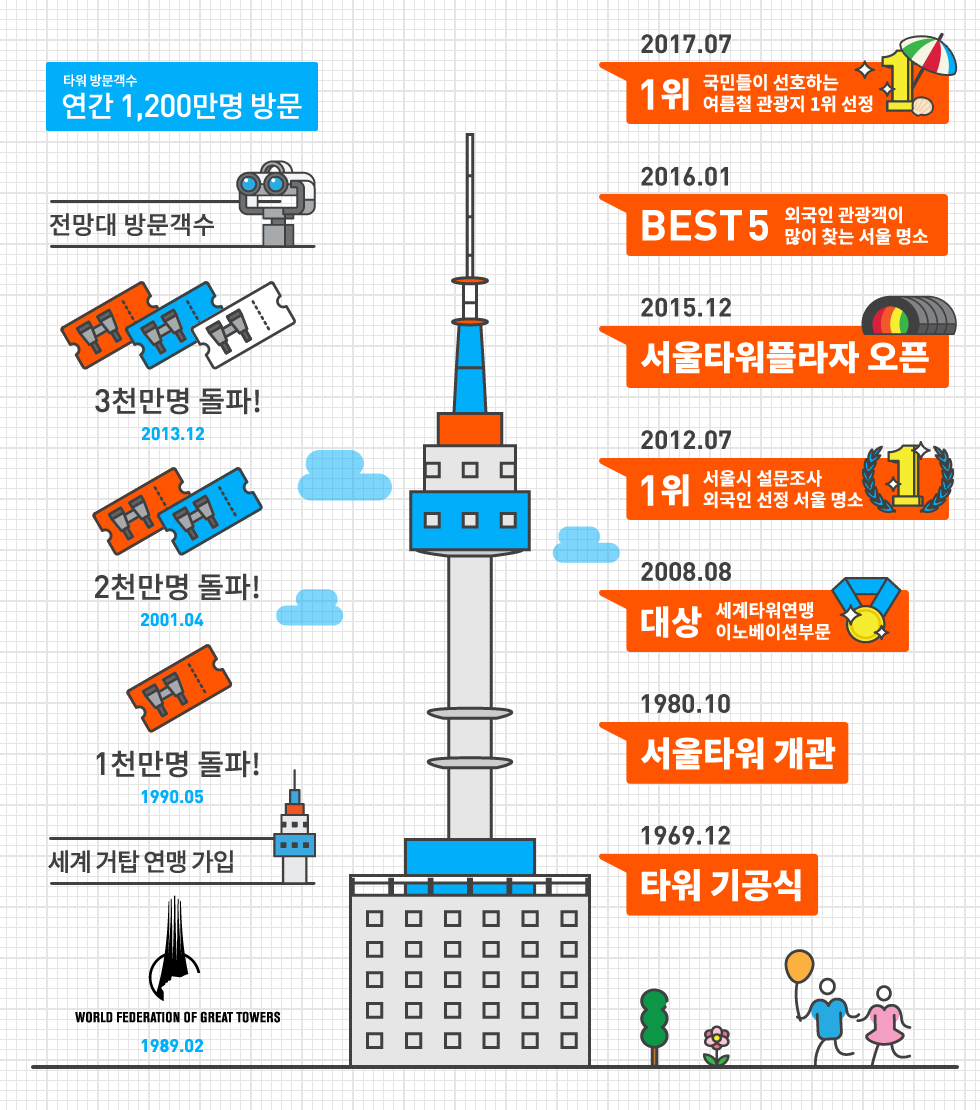 타워 방문객수
연간 1,200만명 방문
전망대 방문객수
3천만명 돌파!
2013.12
2천만명 돌파!
2001.04
1천만명 돌파!
1990.05
세계 거탑 연맹 가입
WORLD FEDERATION OF GREAT TOWERS
1989.02
2017.07
1위 국민들이 선호하는
여름철 관광지 1위 선정
1
2016.01
BEST 5 외국인 관광객이
많이 찾는 서울 명소
2015.12
서울타워플라자 오픈
2012.07
1위 서울시 설문조사
외국인 선정 서울 명소
1
2008.08
대상 세계타워연맹
이노베이션부문
1980.10
서울타워 개관
1969.12
타워 기공식